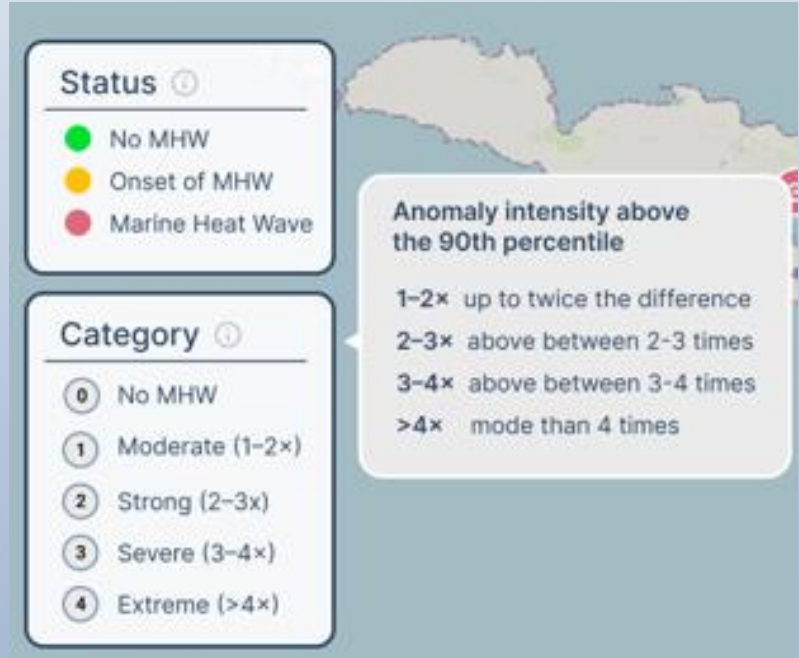 Status
No MHW
Onset of MHW
Marine Heat Wave
Category
0 No MHW
1 Moderate (1–2×)
2 Strong (2–3x)
3 Severe (3–4×)
4 Extreme (>4×)
Anomaly intensity above
the 90th percentile
1–2× up to twice the difference
2–3× above between 2-3 times
3–4× above between 3-4 times
>4× mode than 4 times